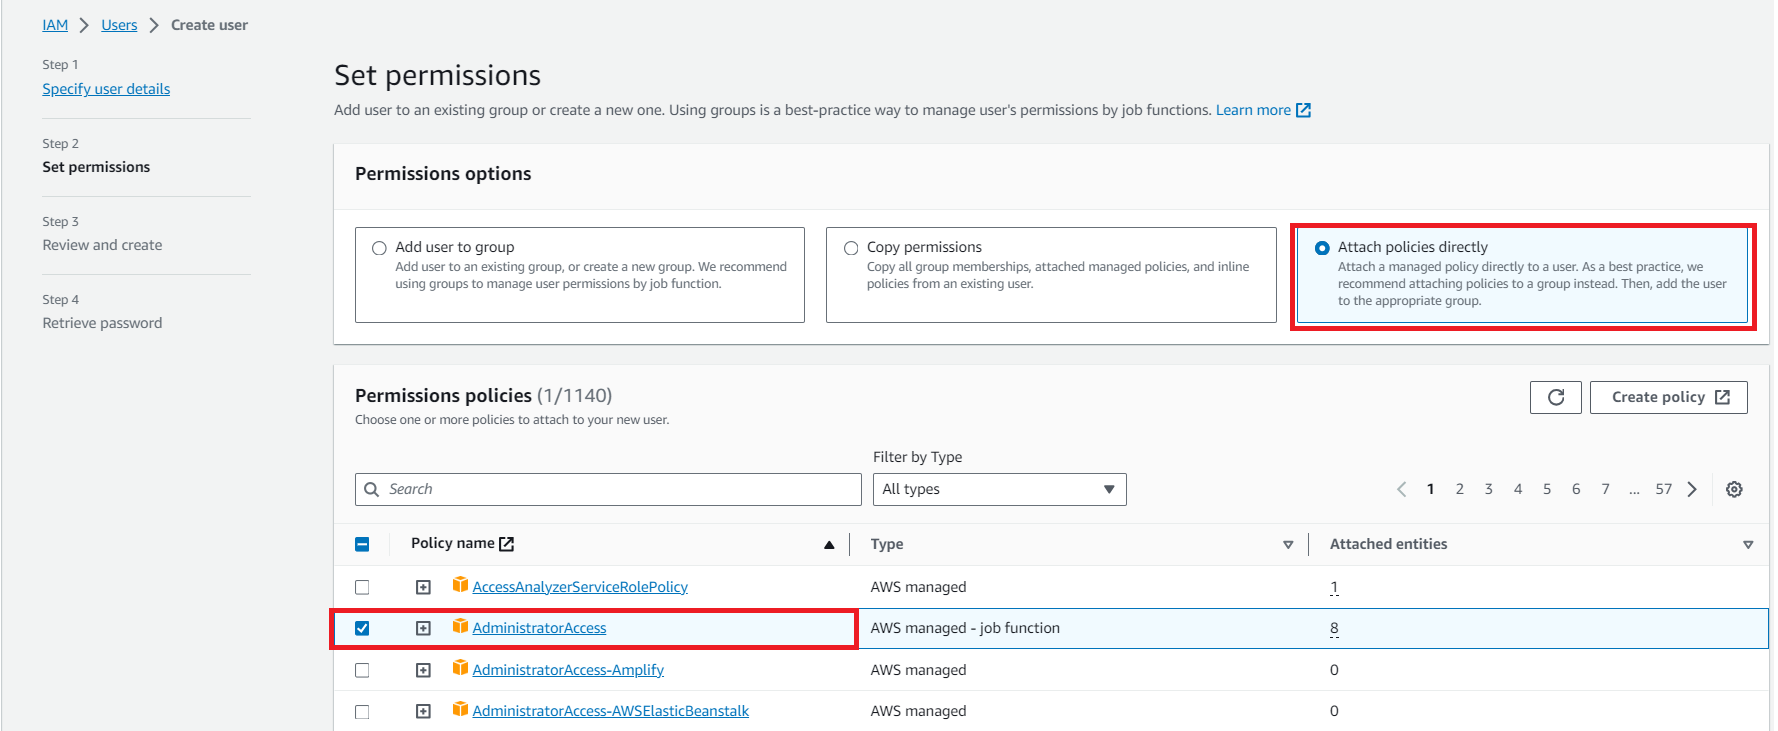 IAM > Users > Create user
Step 1
Specify user details
Step 2
Set permissions
Step 3
Review and create
Step 4
Retrieve password
Set permissions
Add user to an existing group or create a new one. Using groups is a best-practice way to manage user's permissions by job functions. Learn more
Permissions options
Add user to group
Add user to an existing group, or create a new group. We recommend
using groups to manage user permissions by job function.
Copy permissions
Copy all group memberships, attached managed policies, and inline
policies from an existing user.
Attach policies directly
Attach a managed policy directly to a user. As a best practice, we
recommend attaching policies to a group instead. Then, add the user
to the appropriate group.
Permissions policies (1/1140)
Choose one or more policies to attach to your new user.
Create policy
Filter by Type
Search
All types
1 2 3 4 5 6 7 ... 57
Policy name Type Attached entities
AccessAnalyzerServiceRolePolicy AWS managed 1
AdministratorAccess AWS managed - job function 8
AdministratorAccess-Amplify AWS managed 0
AdministratorAccess-AWSElasticBeanstalk AWS managed 0